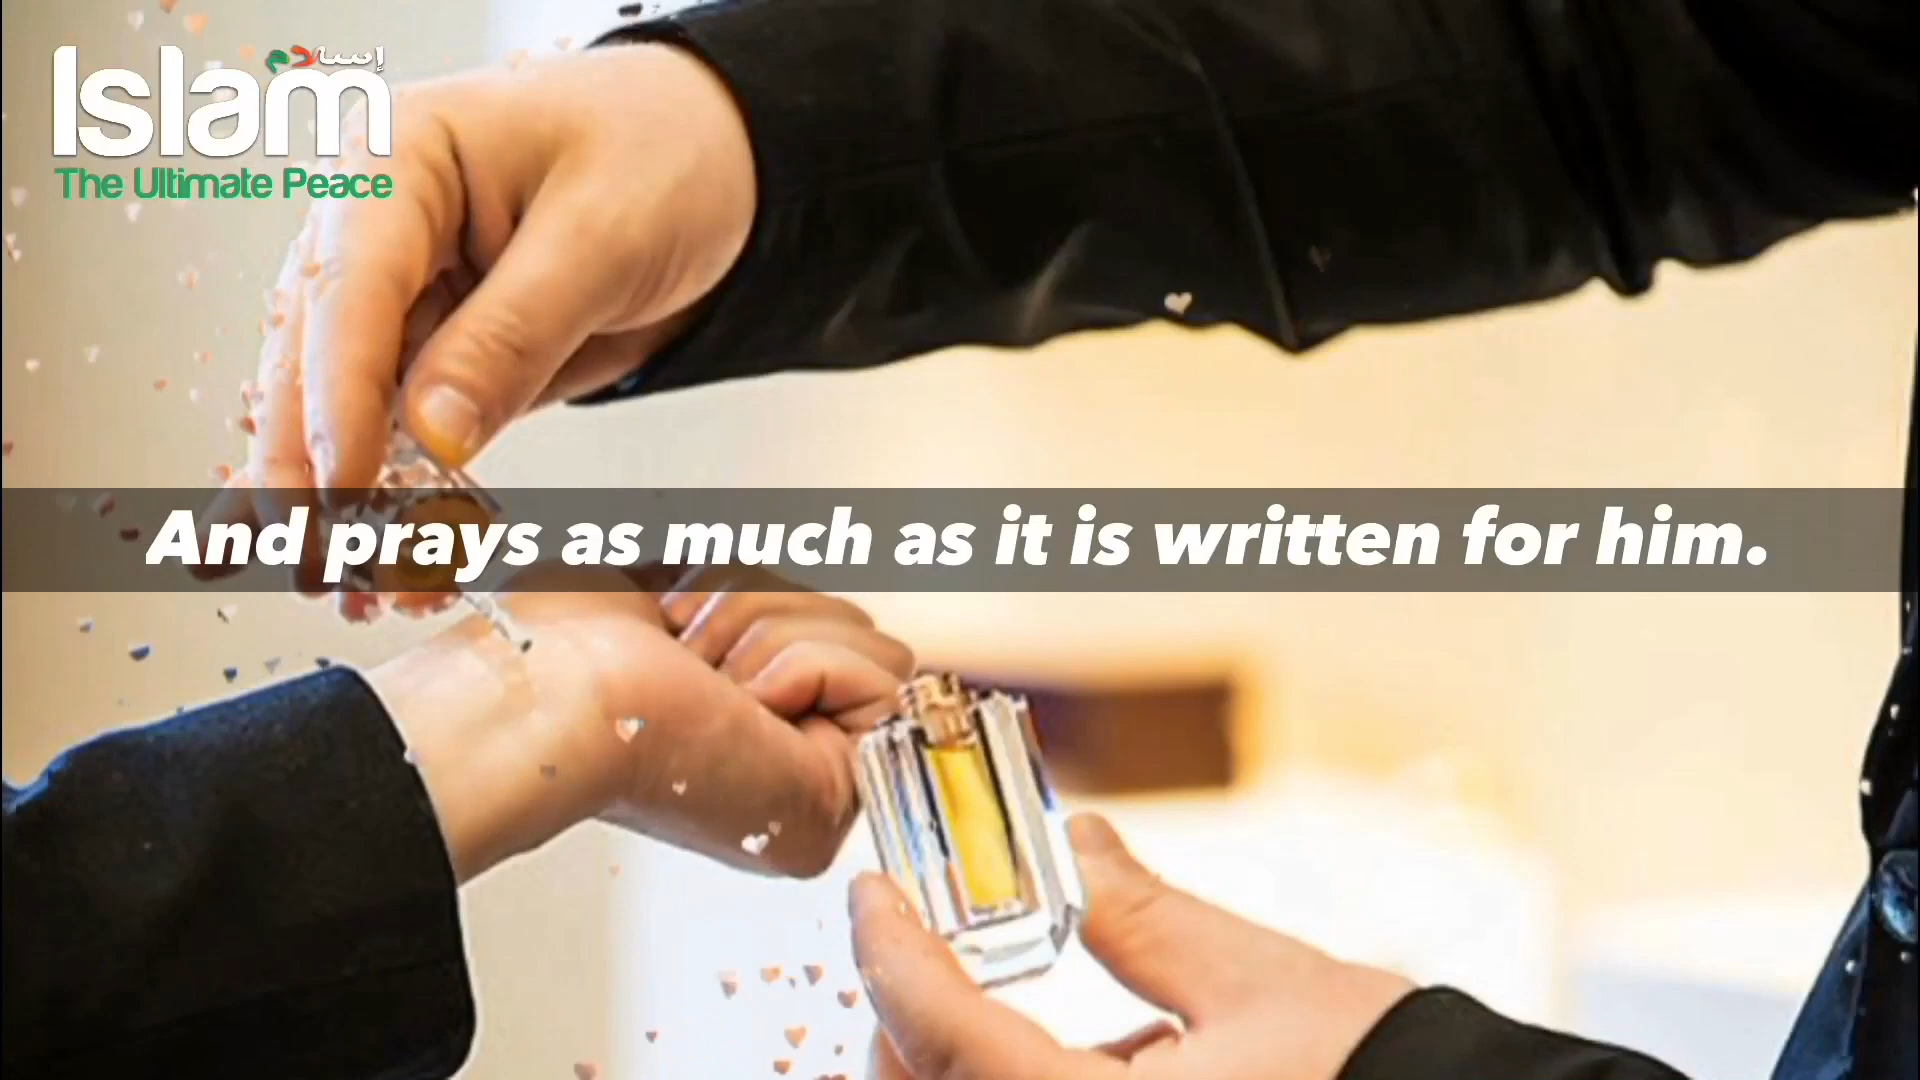 إسلام
Islam
The Ultimate Peace
And prays as much as it is written for him.